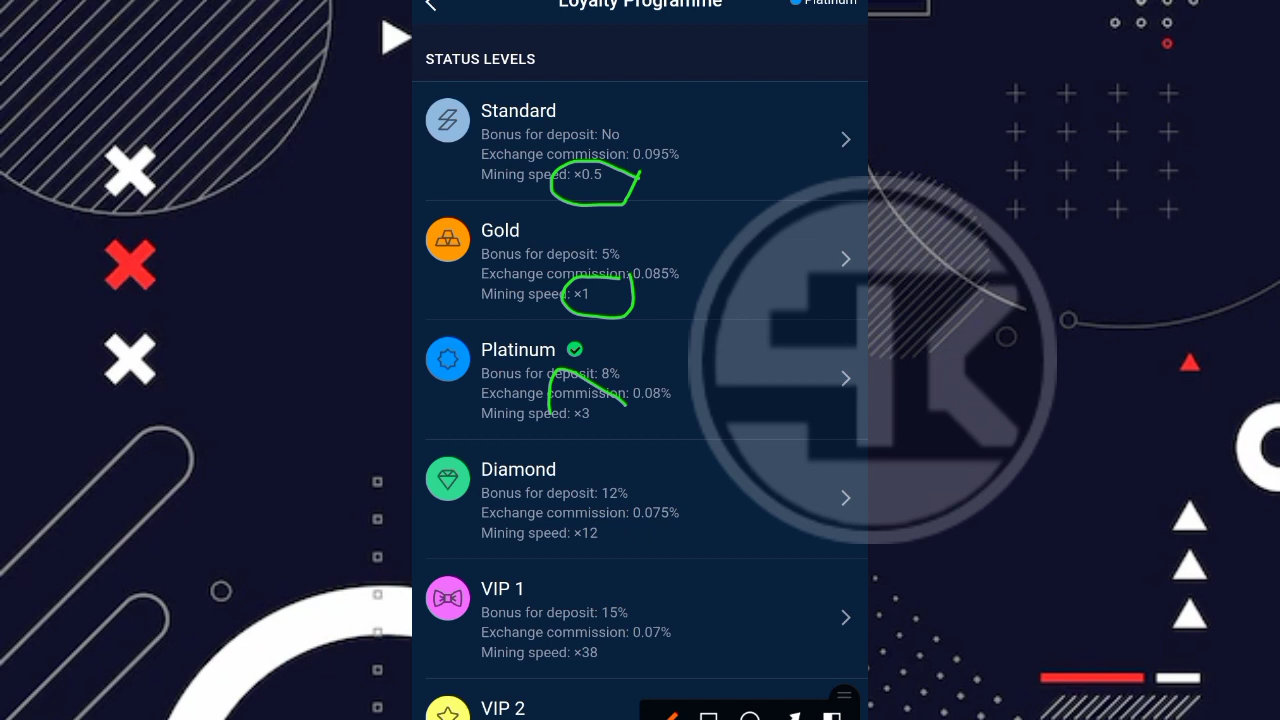 Loyalty Programme
Platinum
STATUS LEVELS
Standard
Bonus for deposit: No
Exchange commission: 0.095%
Mining speed: ×0.5
Gold
Bonus for deposit: 5%
Exchange commission: 0.085%
Mining speed: ×1
Platinum
Bonus for deposit: 8%
Exchange commission: 0.08%
Mining speed: ×3
Diamond
Bonus for deposit: 12%
Exchange commission: 0.075%
Mining speed: ×12
VIP 1
Bonus for deposit: 15%
Exchange commission: 0.07%
Mining speed: ×38
VIP 2